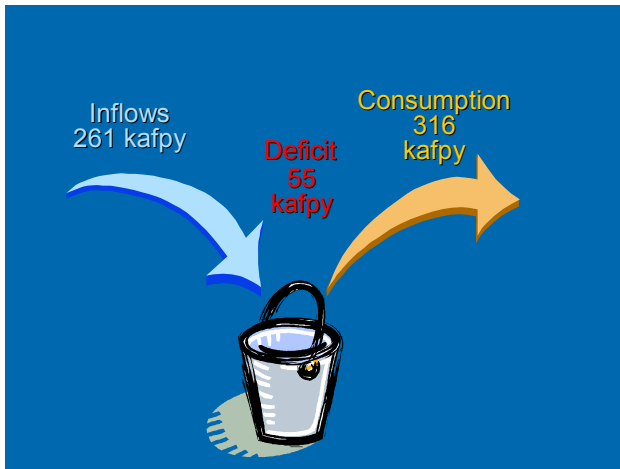 Inflows
261 kafpy
Deficit
55
kafpy
Consumption
316
kafpy